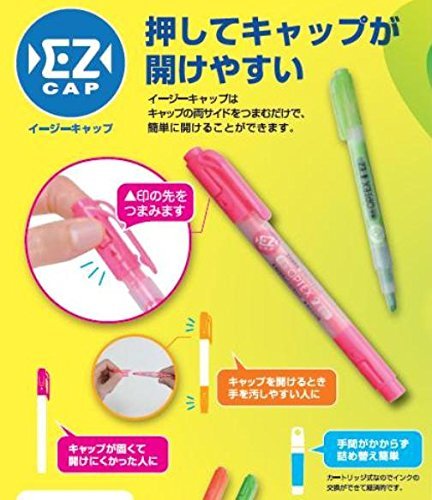 EZ
CAP
イージーキャップ
押してキャップが
開けやすい
イージーキャップは
キャップの両サイドをつまむだけで、
簡単に開けることができます。
▲印の先を
つまみます
EZ
キャップを開けるとき
手を汚しやすい人に
キャップが固くて
開けにくかった人に
手間がかからず
詰め替え簡単
カートリッジ式なのでインクの
交換ができて経済的です。